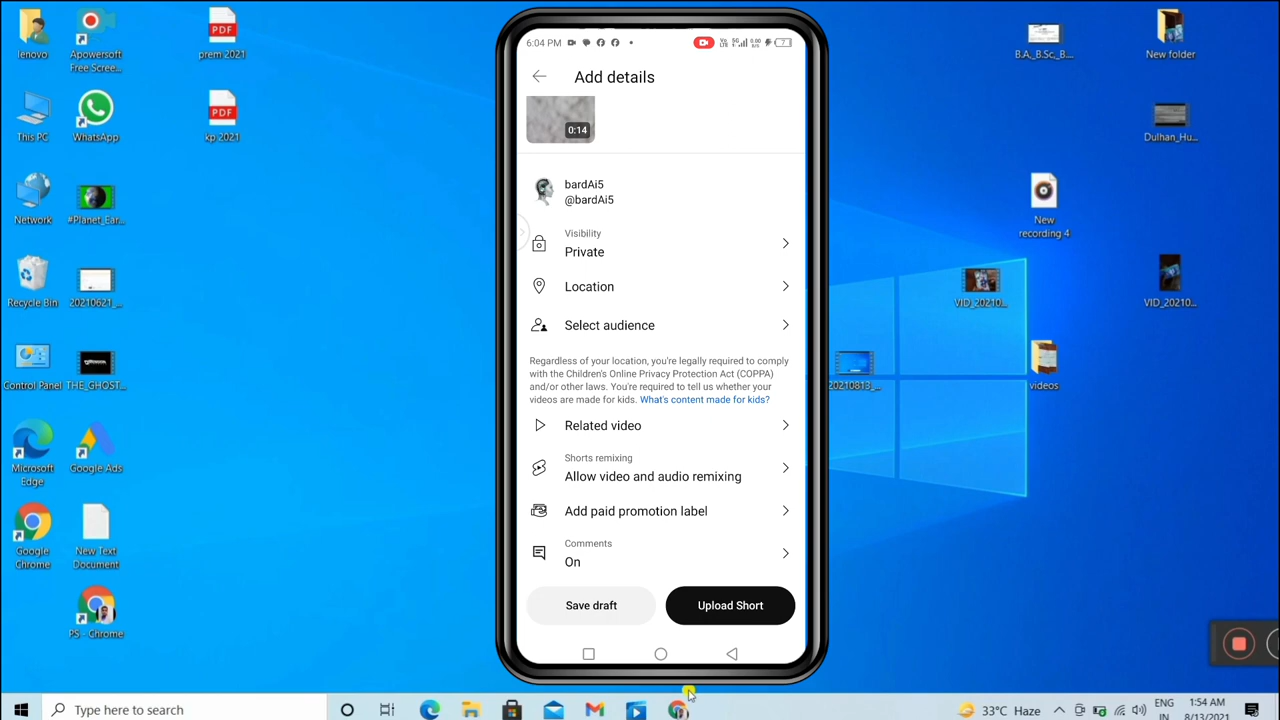 lenovo
Apowersoft
Free Scree...
prem 2021
This PC
WhatsApp
kp 2021
Network
#Planet_Ear...
Recycle Bin
20210621_...
Control Panel
THE_GHOST...
Microsoft
Edge
Google Ads
Google
Chrome
New Text
Document
PS - Chrome
6:04 PM
Add details
0:14
bardAi5
@bardAi5
Visibility
Private
Location
Select audience
Regardless of your location, you're legally required to comply
with the Children's Online Privacy Protection Act (COPPA)
and/or other laws. You're required to tell us whether your
videos are made for kids. What's content made for kids?
Related video
Shorts remixing
Allow video and audio remixing
Add paid promotion label
Comments
On
Save draft
Upload Short
B.A,_B.Sc,_B....
New folder
Dulhan_Hu...
New
recording 4
VID_20210...
VID_20210...
20210813_...
videos
Type here to search
33°C Haze
ENG
IN
1:54 AM
8/13/2021